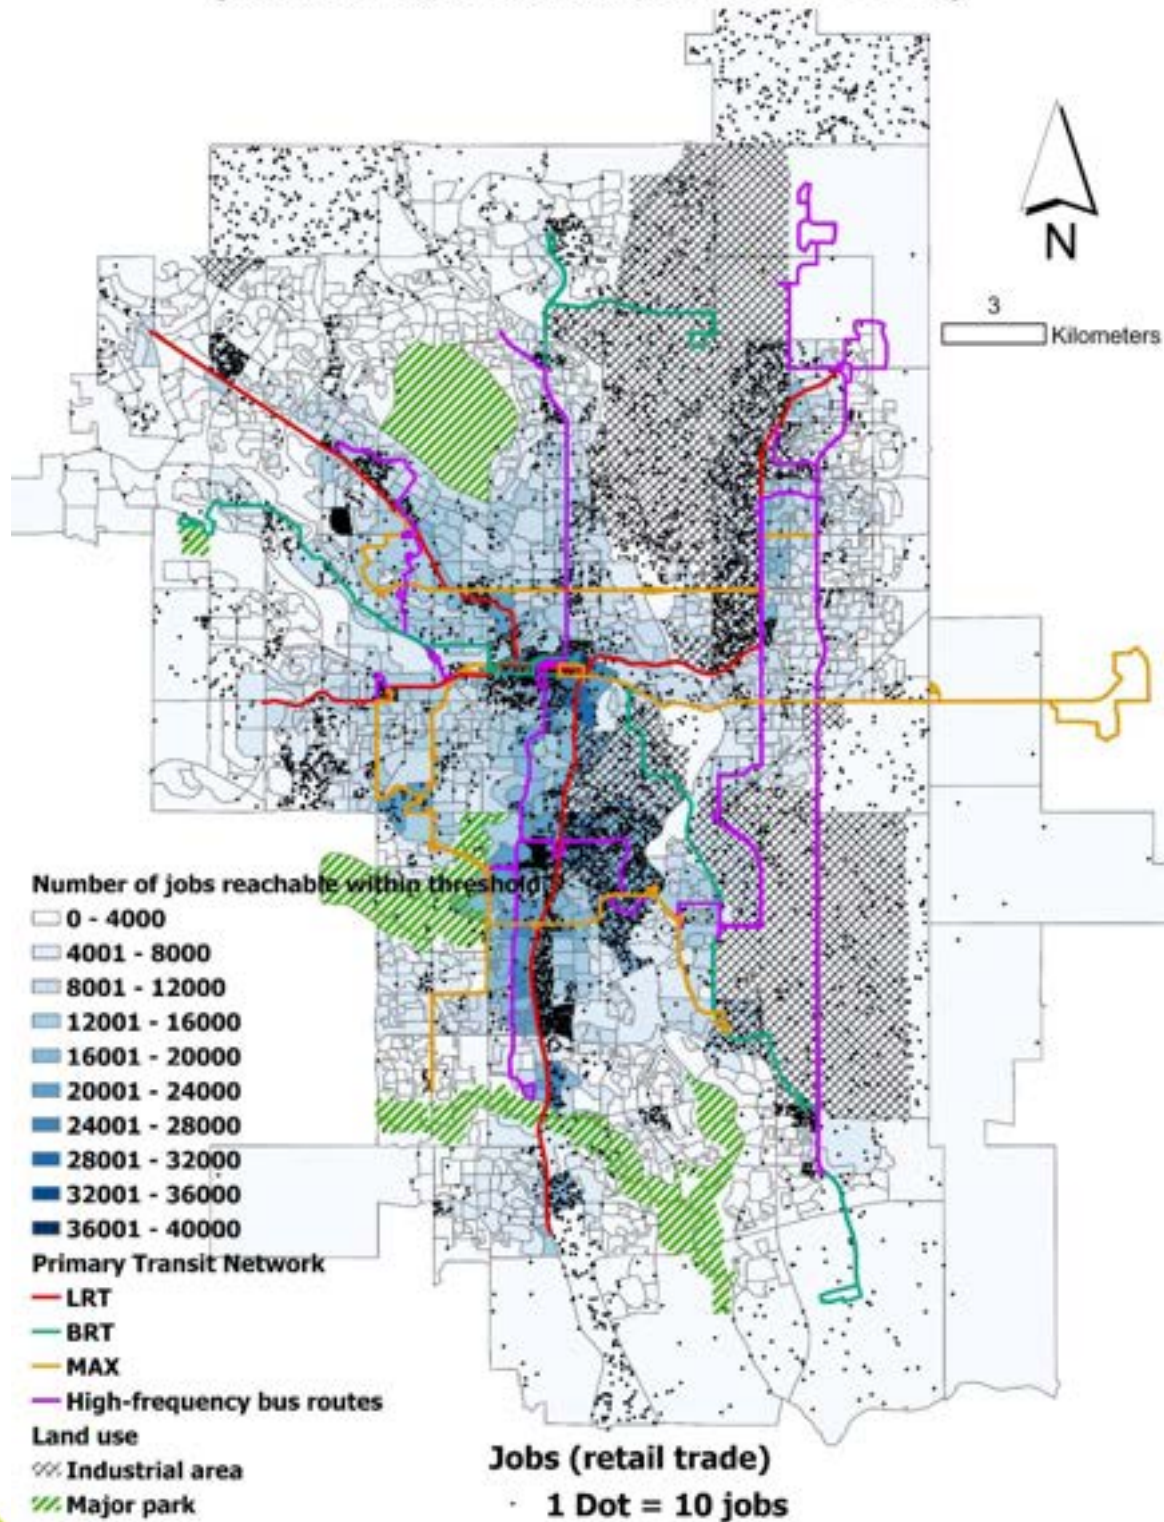 N
3
Kilometers
Number of jobs reachable within threshold
0 - 4000
4001 - 8000
8001 - 12000
12001 - 16000
16001 - 20000
20001 - 24000
24001 - 28000
28001 - 32000
32001 - 36000
36001 - 40000
Primary Transit Network
LRT
BRT
MAX
High-frequency bus routes
Land use
Industrial area
Major park
Jobs (retail trade)
1 Dot = 10 jobs